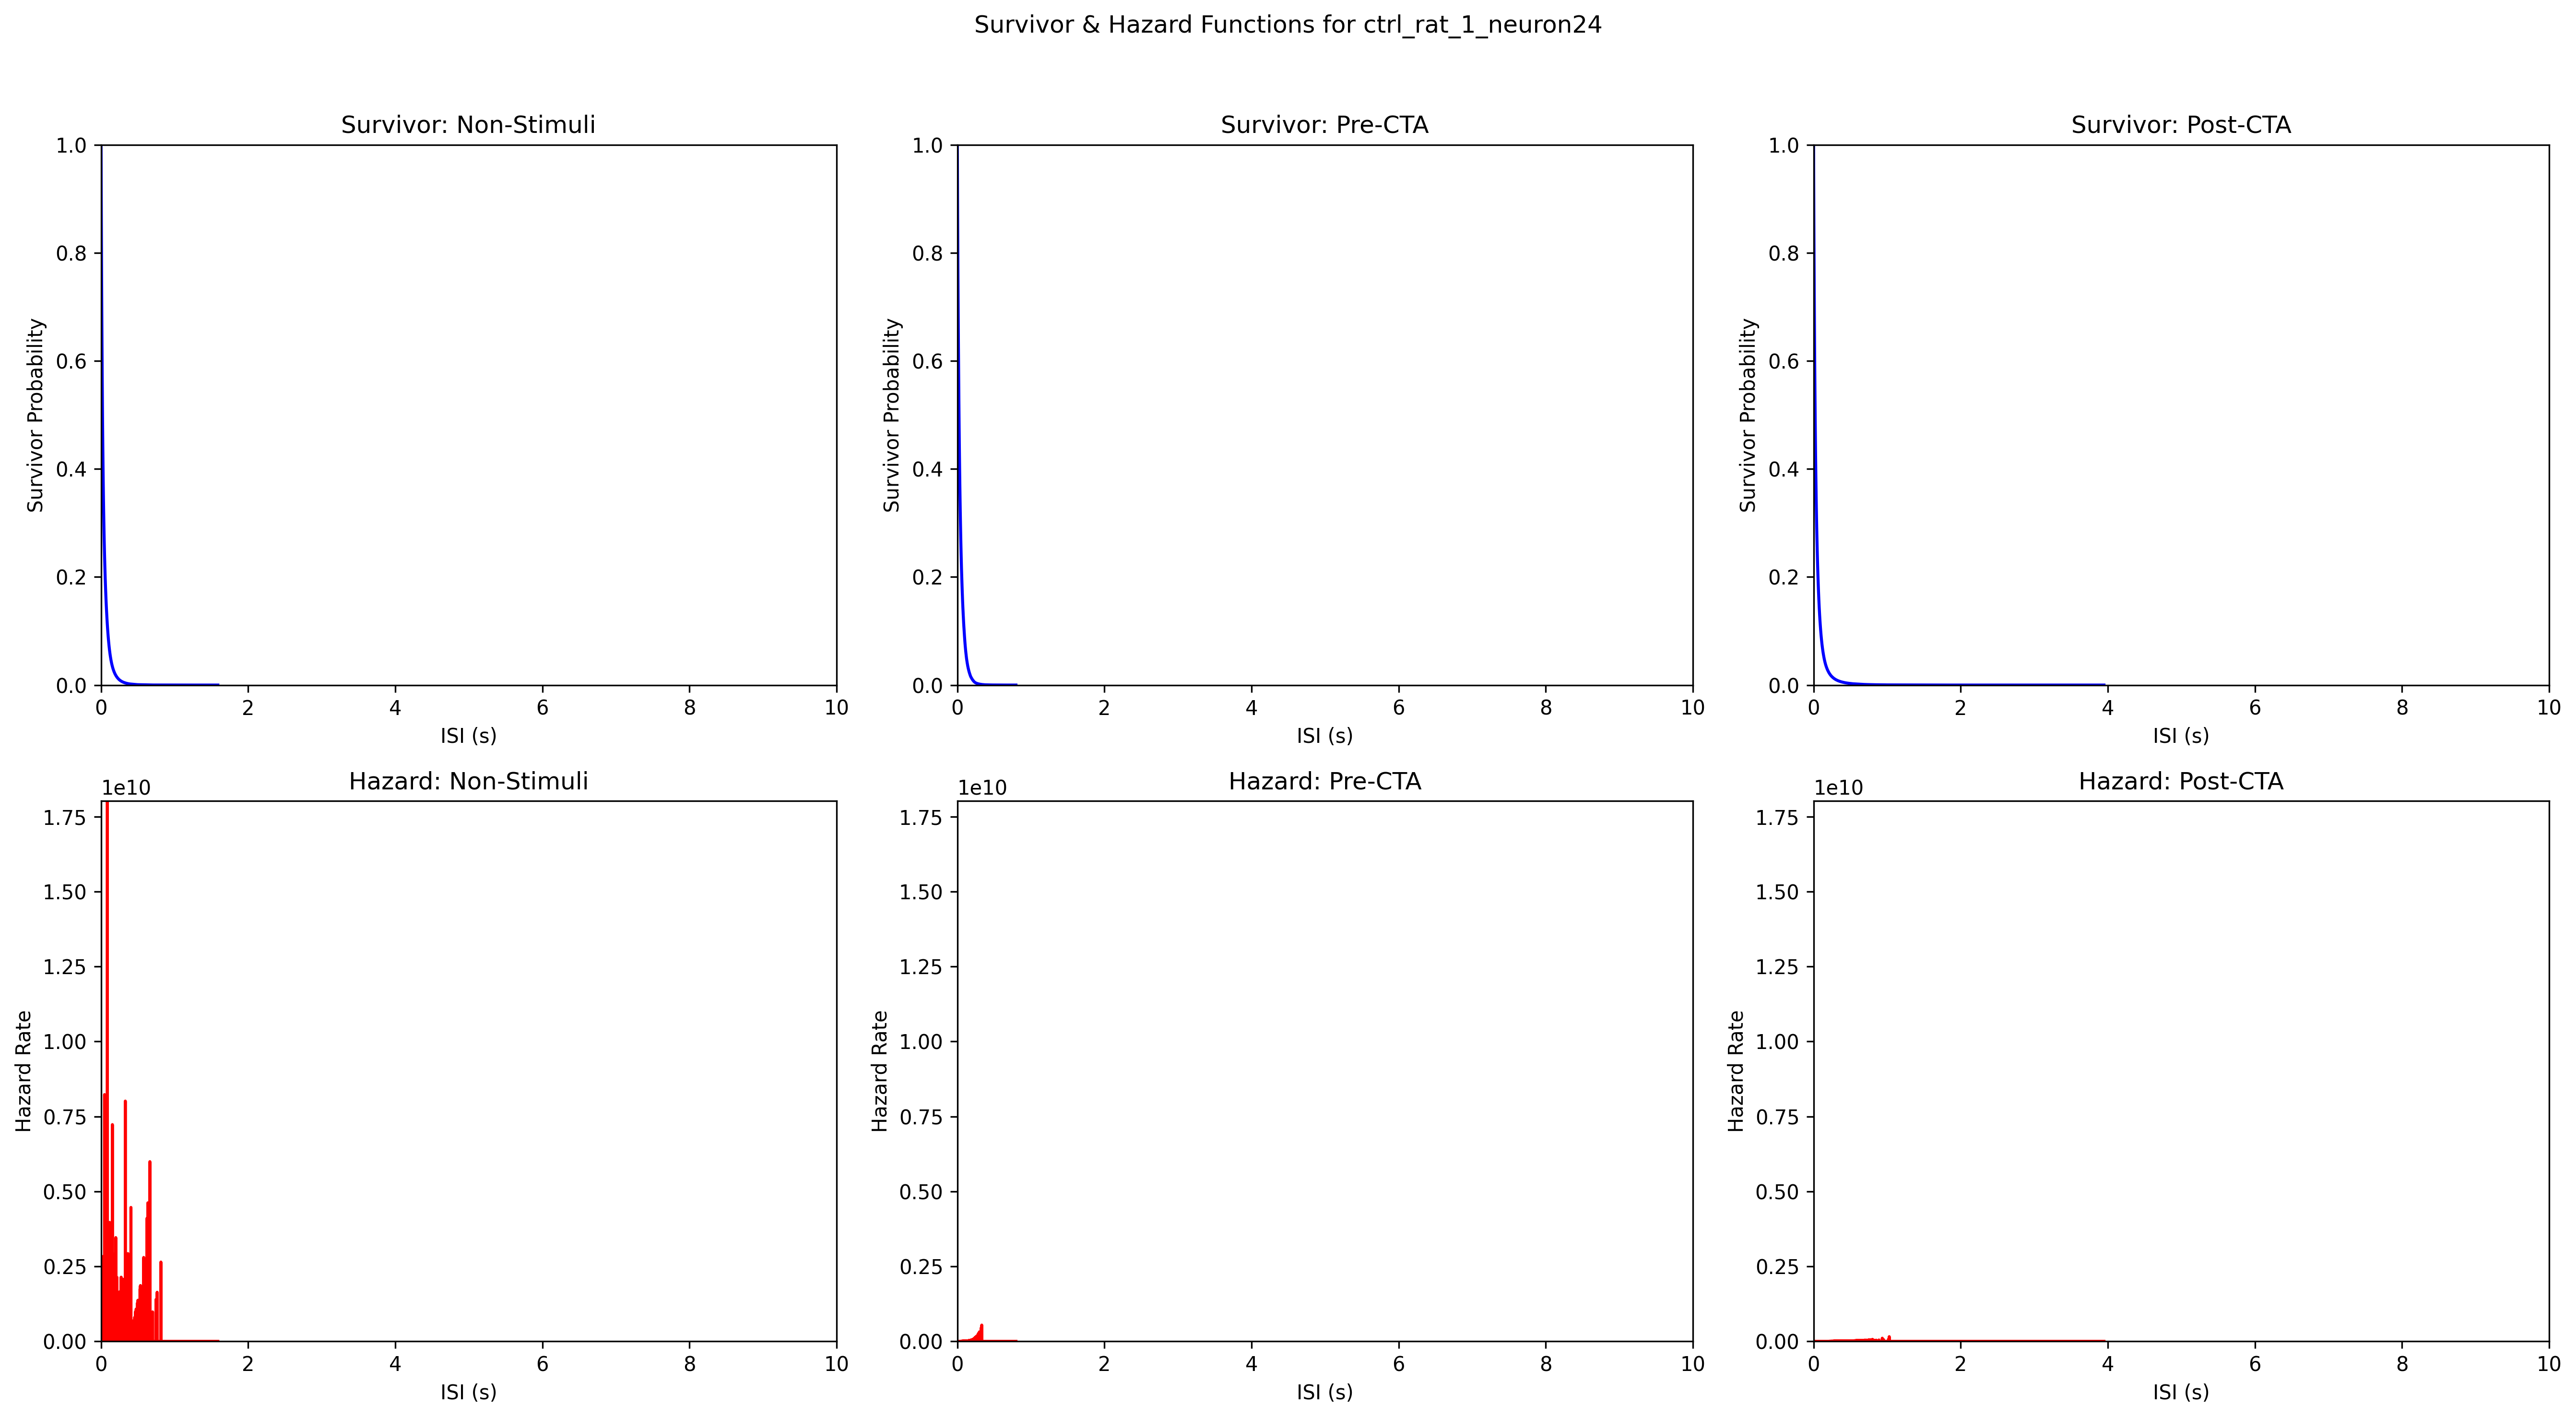 Survivor & Hazard Functions for ctrl_rat_1_neuron24
Survivor: Non-Stimuli
1.0
0.8
0.6
0.4
0.2
0.0
Survivor Probability
0 2 4 6 8 10
ISI (s)
Survivor: Pre-CTA
1.0
0.8
0.6
0.4
0.2
0.0
Survivor Probability
0 2 4 6 8 10
ISI (s)
Survivor: Post-CTA
1.0
0.8
0.6
0.4
0.2
0.0
Survivor Probability
0 2 4 6 8 10
ISI (s)
Hazard: Non-Stimuli
1e10
1.75
1.50
1.25
1.00
0.75
0.50
0.25
0.00
Hazard Rate
0 2 4 6 8 10
ISI (s)
Hazard: Pre-CTA
1e10
1.75
1.50
1.25
1.00
0.75
0.50
0.25
0.00
Hazard Rate
0 2 4 6 8 10
ISI (s)
Hazard: Post-CTA
1e10
1.75
1.50
1.25
1.00
0.75
0.50
0.25
0.00
Hazard Rate
0 2 4 6 8 10
ISI (s)